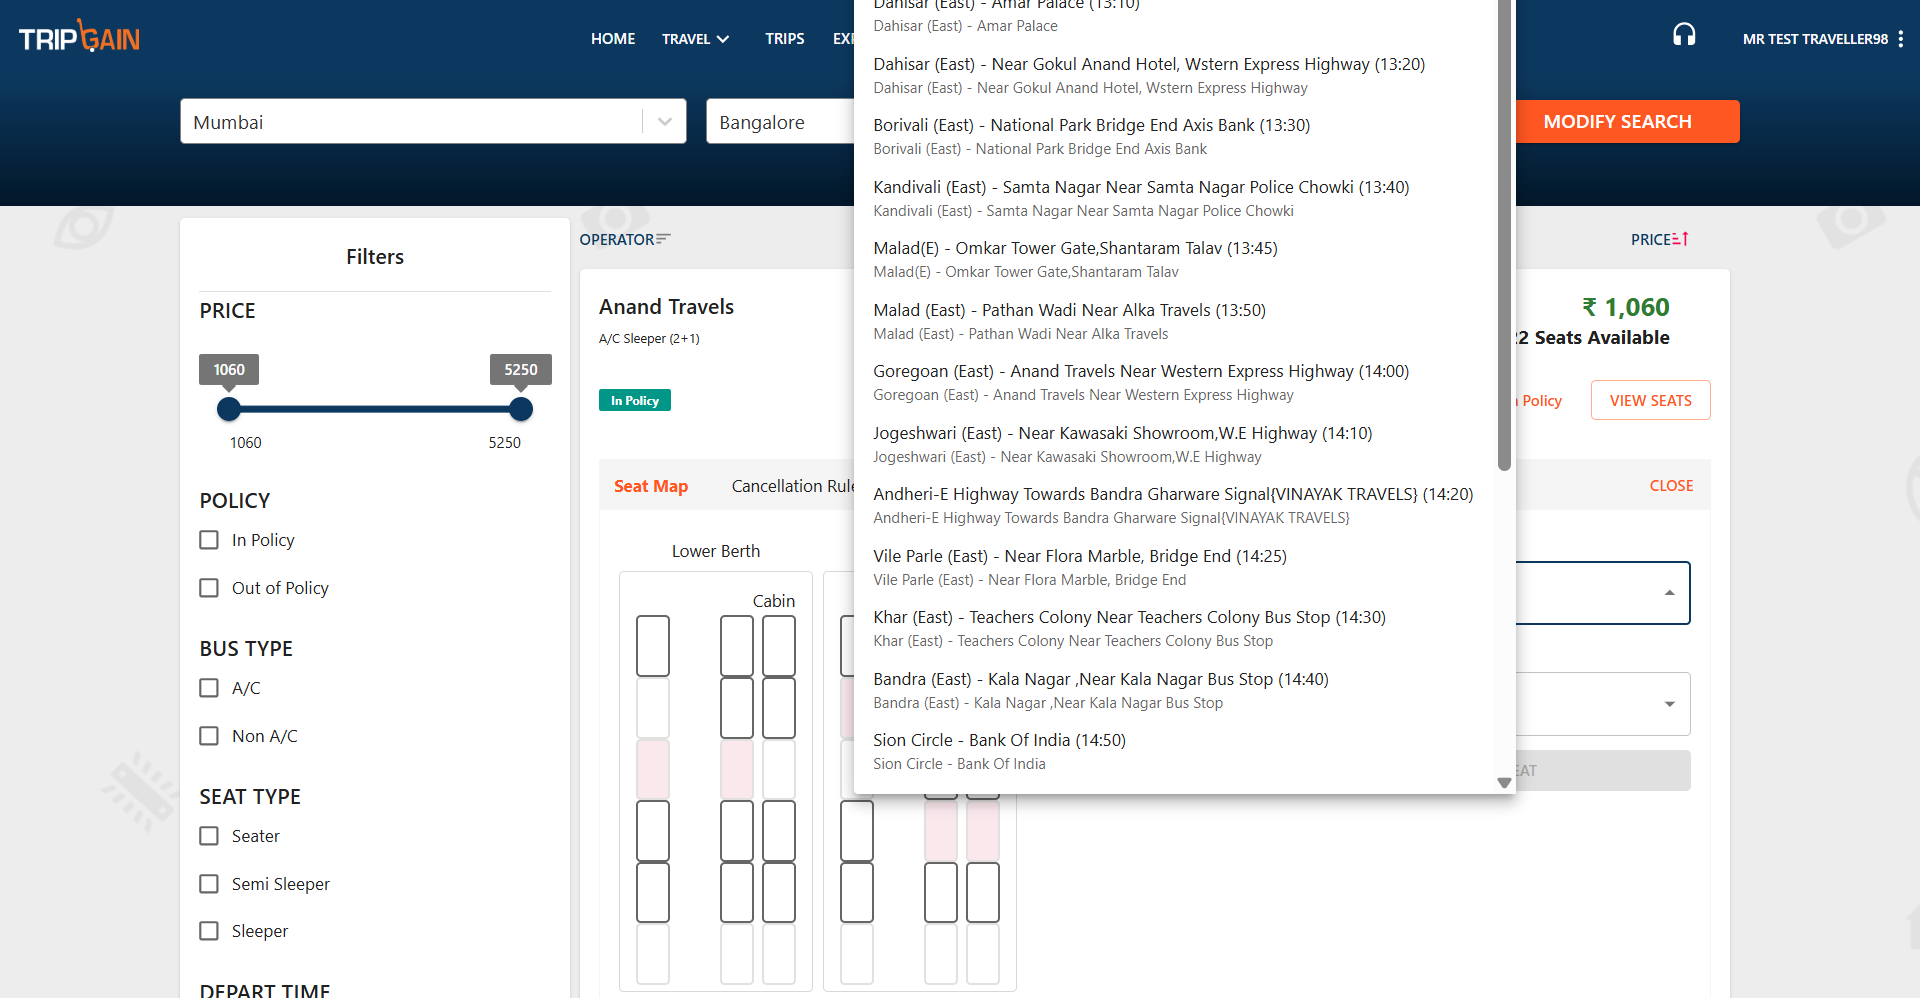 TRIPGAIN
HOME
TRAVEL
TRIPS
MR TEST TRAVELLER98
Mumbai
Bangalore
MODIFY SEARCH
Filters
PRICE
1060
5250
1060
5250
POLICY
In Policy
Out of Policy
BUS TYPE
A/C
Non A/C
SEAT TYPE
Seater
Semi Sleeper
Sleeper
DEPART TIME
OPERATOR
PRICE
Anand Travels
A/C Sleeper (2+1)
In Policy
₹ 1,060
22 Seats Available
Policy
VIEW SEATS
Seat Map
Cancellation Rule
CLOSE
Lower Berth
Cabin
Dahisar (East) - Amar Palace (13:10)
Dahisar (East) - Amar Palace
Dahisar (East) - Near Gokul Anand Hotel, Wstern Express Highway (13:20)
Dahisar (East) - Near Gokul Anand Hotel, Wstern Express Highway
Borivali (East) - National Park Bridge End Axis Bank (13:30)
Borivali (East) - National Park Bridge End Axis Bank
Kandivali (East) - Samta Nagar Near Samta Nagar Police Chowki (13:40)
Kandivali (East) - Samta Nagar Near Samta Nagar Police Chowki
Malad(E) - Omkar Tower Gate,Shantaram Talav (13:45)
Malad(E) - Omkar Tower Gate,Shantaram Talav
Malad (East) - Pathan Wadi Near Alka Travels (13:50)
Malad (East) - Pathan Wadi Near Alka Travels
Goregoan (East) - Anand Travels Near Western Express Highway (14:00)
Goregoan (East) - Anand Travels Near Western Express Highway
Jogeshwari (East) - Near Kawasaki Showroom,W.E Highway (14:10)
Jogeshwari (East) - Near Kawasaki Showroom,W.E Highway
Andheri-E Highway Towards Bandra Gharware Signal{VINAYAK TRAVELS} (14:20)
Andheri-E Highway Towards Bandra Gharware Signal{VINAYAK TRAVELS}
Vile Parle (East) - Near Flora Marble, Bridge End (14:25)
Vile Parle (East) - Near Flora Marble, Bridge End
Khar (East) - Teachers Colony Near Teachers Colony Bus Stop (14:30)
Khar (East) - Teachers Colony Near Teachers Colony Bus Stop
Bandra (East) - Kala Nagar ,Near Kala Nagar Bus Stop (14:40)
Bandra (East) - Kala Nagar ,Near Kala Nagar Bus Stop
Sion Circle - Bank Of India (14:50)
Sion Circle - Bank Of India